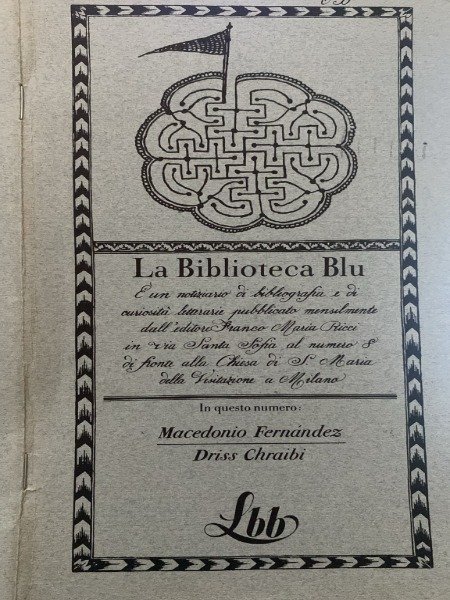 La Biblioteca Blu
È un notiziario di bibliografia e di
curiosità letterarie pubblicato mensilmente
dall'editore Franco Maria Ricci
in via Santa Sofia al numero 8
di fronte alla Chiesa di S. Maria
della Visitazione a Milano
In questo numero:
Macedonio Fernández
Driss Chraibi
Lbb